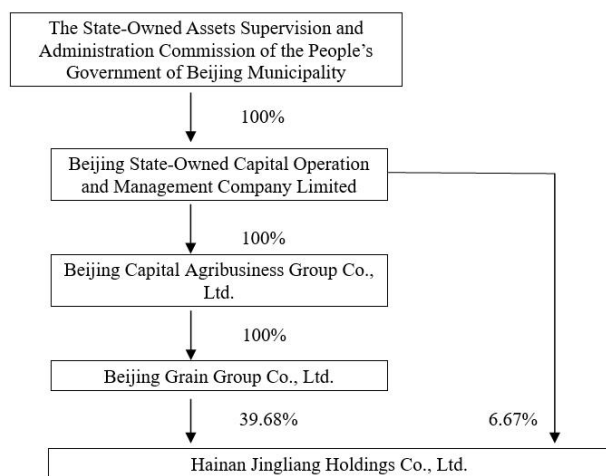 The State-Owned Assets Supervision and
Administration Commission of the People's
Government of Beijing Municipality
100%
Beijing State-Owned Capital Operation
and Management Company Limited
100%
Beijing Capital Agribusiness Group Co.,
Ltd.
100%
Beijing Grain Group Co., Ltd.
39.68%
6.67%
Hainan Jingliang Holdings Co., Ltd.